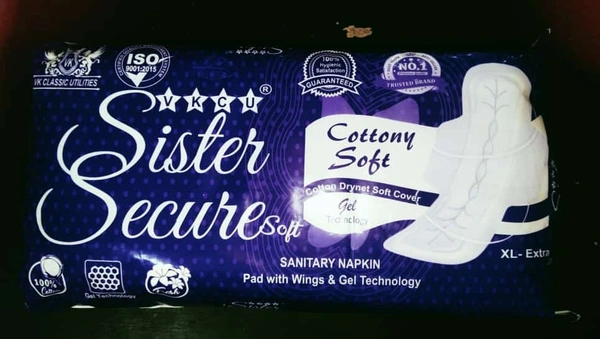 VK
VK CLASSIC UTILITIES
ISO
9001:2015
100%
Hygienic
Satisfaction
GUARANTEED
NO.1
TRUSTED BRAND
VKCU®
Sister
Secure Soft
Cottony
Soft
Cotton Drynet Soft Cover
Gel
Technology
XL- Extra
SANITARY NAPKIN
Pad with Wings & Gel Technology
100%
Gel Technology